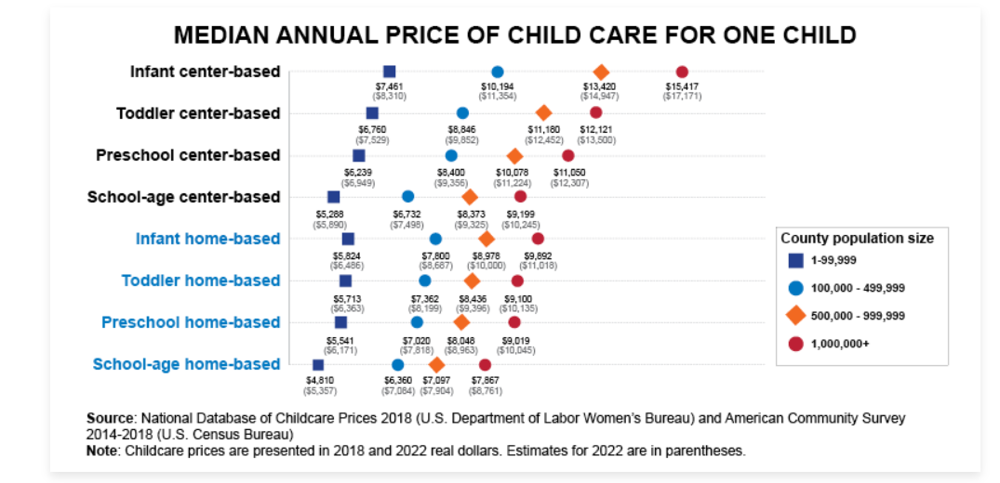 MEDIAN ANNUAL PRICE OF CHILD CARE FOR ONE CHILD
Infant center-based
$7,461 $10,194 $13,420 $15,417
($8,310) ($11,354) ($14,947) ($17,171)
Toddler center-based
$6,760 $8,846 $11,180 $12,121
($7,529) ($9,852) ($12,452) ($13,500)
Preschool center-based
$6,239 $8,400 $10,078 $11,050
($6,949) ($9,356) ($11,224) ($12,307)
School-age center-based
$5,288 $6,732 $8,373 $9,199
($5,890) ($7,498) ($9,325) ($10,245)
Infant home-based
$5,824 $7,800 $8,978 $9,892
($6,486) ($8,687) ($10,000) ($11,018)
Toddler home-based
$5,713 $7,362 $8,436 $9,100
($6,363) ($8,199) ($9,396) ($10,135)
Preschool home-based
$5,541 $7,020 $8,048 $9,019
($6,171) ($7,818) ($8,963) ($10,045)
School-age home-based
$4,810 $6,360 $7,097 $7,867
($5,357) ($7,084) ($7,904) ($8,761)
County population size
1-99,999
100,000 - 499,999
500,000 - 999,999
1,000,000+
Source: National Database of Childcare Prices 2018 (U.S. Department of Labor Women's Bureau) and American Community Survey
2014-2018 (U.S. Census Bureau)
Note: Childcare prices are presented in 2018 and 2022 real dollars. Estimates for 2022 are in parentheses.